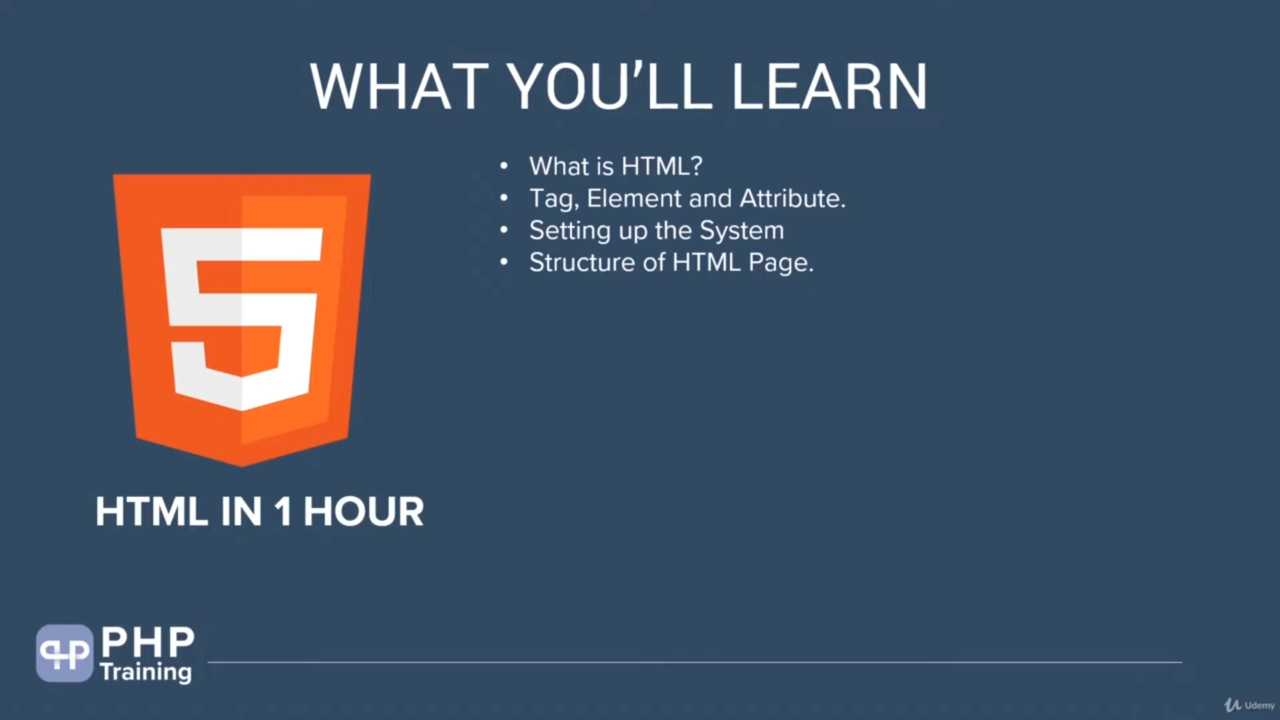 WHAT YOU'LL LEARN
• What is HTML?
• Tag, Element and Attribute.
• Setting up the System
• Structure of HTML Page.
5
HTML IN 1 HOUR
PHP
PHP
Training
Udemy